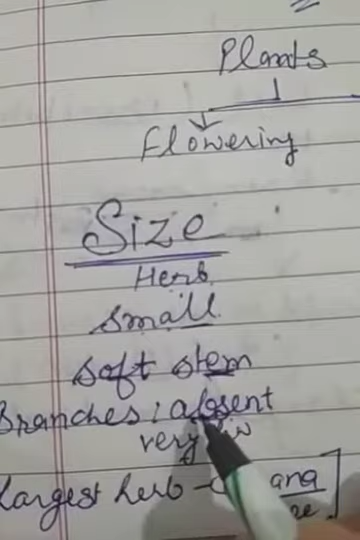 Plants
Flowering
Size
Herb
small
soft stem
Branches : absent
very
largest herb -